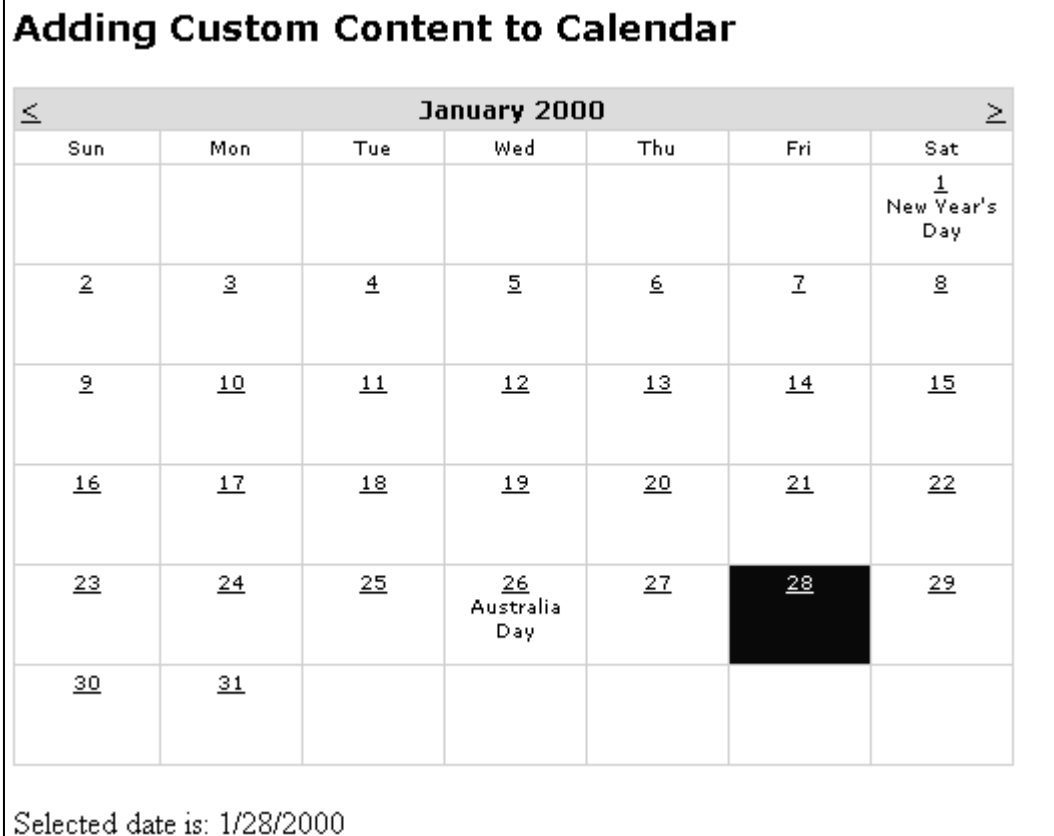 Adding Custom Content to Calendar
< January 2000 >
Sun Mon Tue Wed Thu Fri Sat
1
New Year's
Day
2 3 4 5 6 7 8
9 10 11 12 13 14 15
16 17 18 19 20 21 22
23 24 25 26 27 28 29
Australia
Day
30 31
Selected date is: 1/28/2000